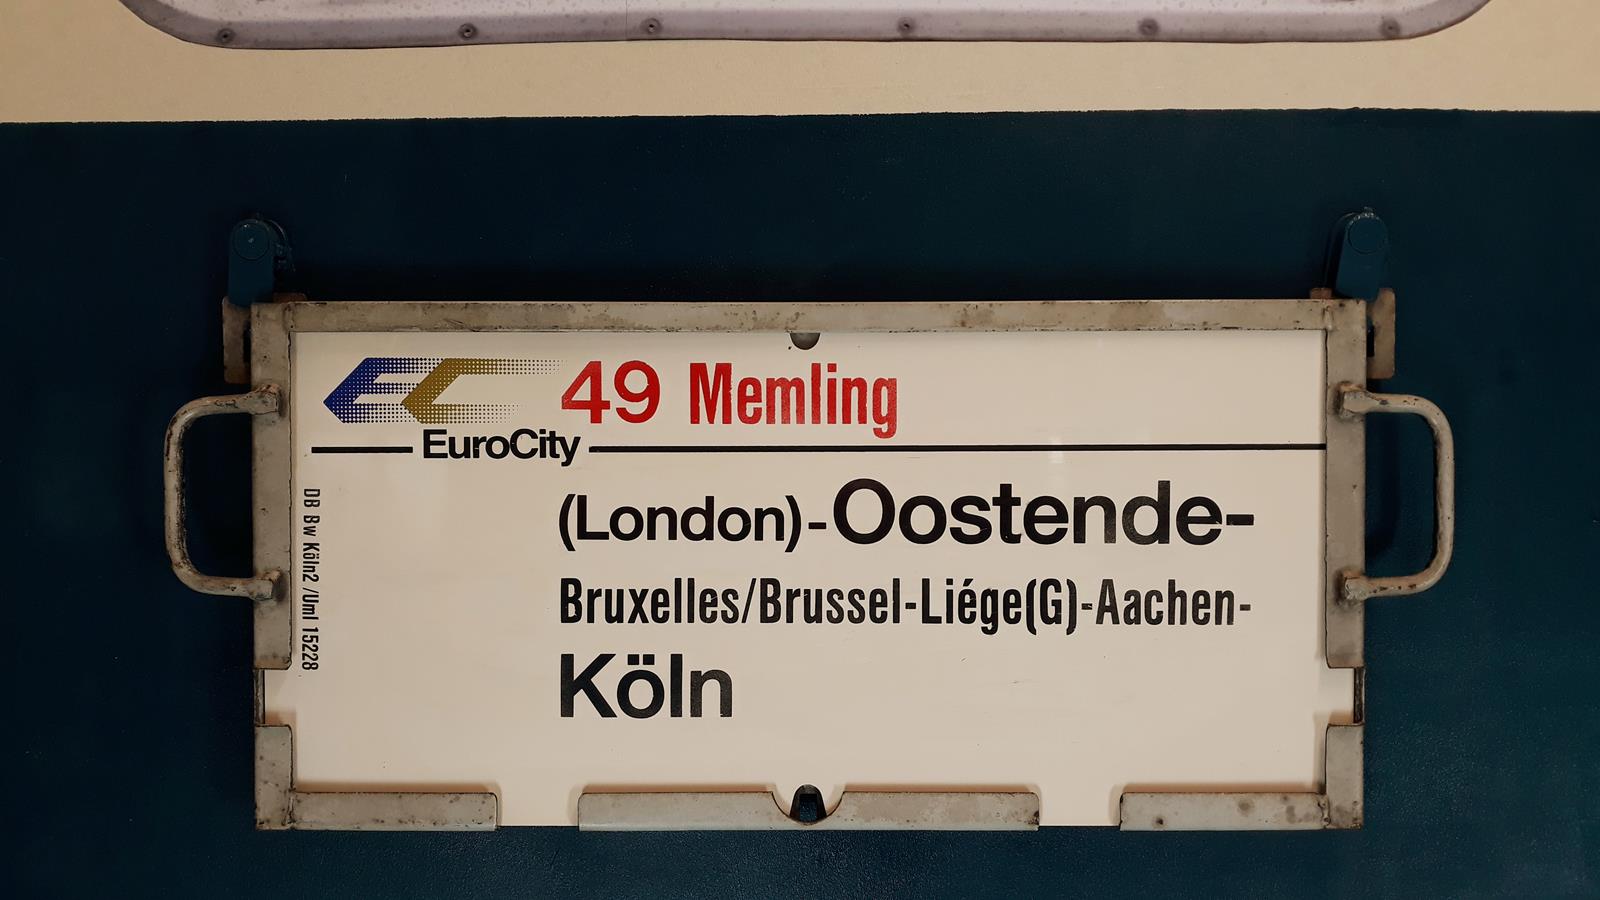 EC 49 Memling
EuroCity
(London)-Oostende-
Bruxelles/Brussel-Liége(G)-Aachen-
Köln
DB Bw Köln2 /Uml 15228